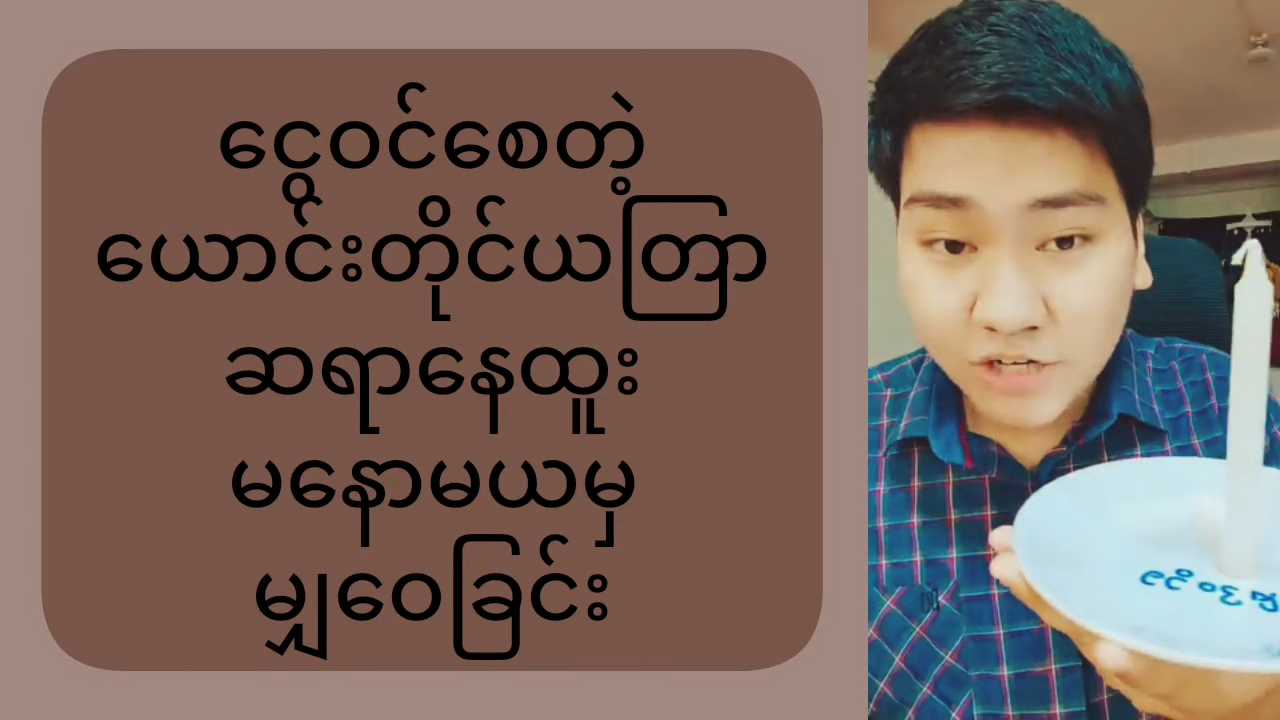 ငွေဝင်စေတဲ့
ယောင်းတိုင်ယတြာ
ဆရာနေထူး
မနောမယမှ
မျှဝေခြင်း